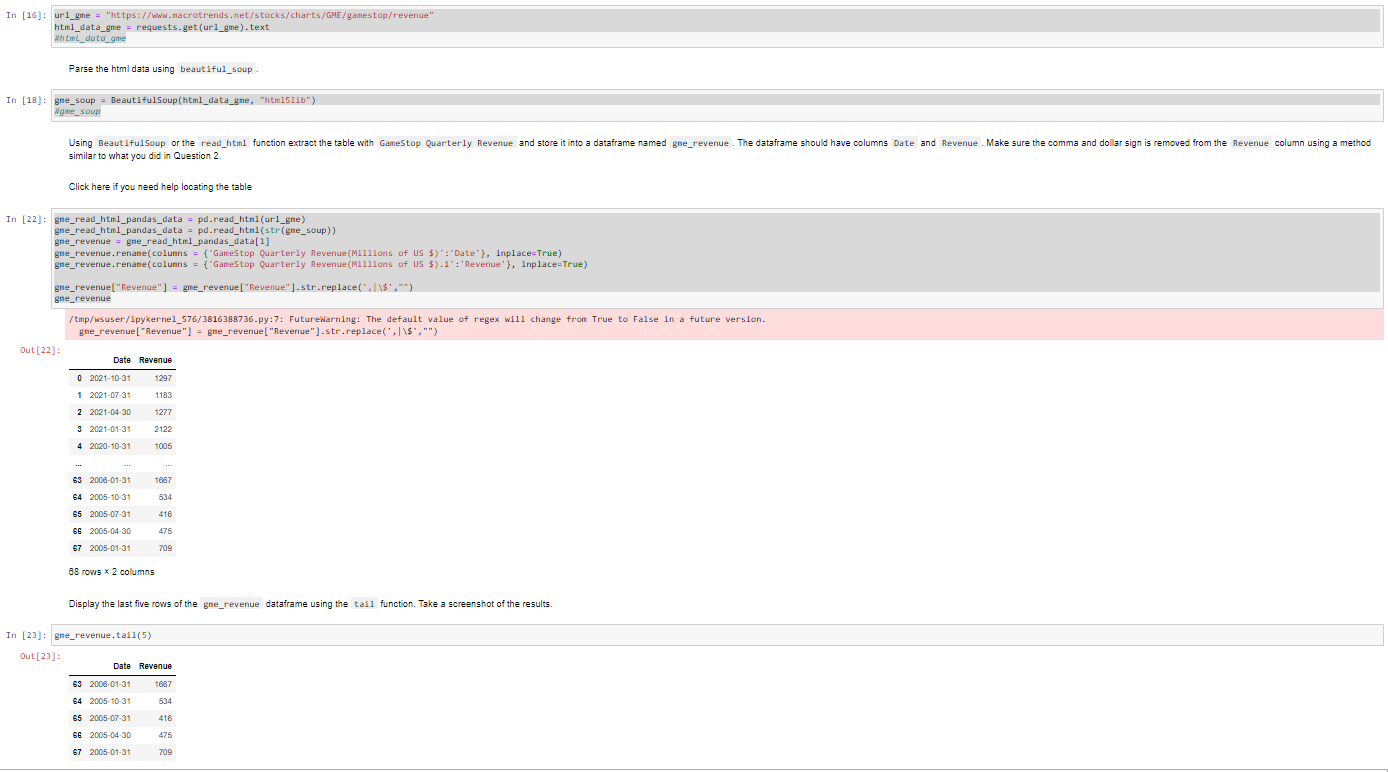 In [16]: url_gme = "https://www.macrotrends.net/stocks/charts/GME/gamestop/revenue"
html_data_gme = requests.get(url_gme).text
#html_data_gme
Parse the html data using beautiful_soup .
In [18]: gme_soup = BeautifulSoup(html_data_gme, "html5lib")
#gme_soup
Using BeautifulSoup or the read_html function extract the table with GameStop Quarterly Revenue and store it into a dataframe named gme_revenue . The dataframe should have columns Date and Revenue . Make sure the comma and dollar sign is removed from the Revenue column using a method
similar to what you did in Question 2.
Click here if you need help locating the table
In [22]: gme_read_html_pandas_data = pd.read_html(url_gme)
gme_read_html_pandas_data = pd.read_html(str(gme_soup))
gme_revenue = gme_read_html_pandas_data[1]
gme_revenue.rename(columns = {'GameStop Quarterly Revenue(Millions of US $)':'Date'}, inplace=True)
gme_revenue.rename(columns = {'GameStop Quarterly Revenue(Millions of US $).1':'Revenue'}, inplace=True)
gme_revenue["Revenue"] = gme_revenue["Revenue"].str.replace(',|\$',"")
gme_revenue
/tmp/wsuser/ipykernel_576/3816388736.py:7: FutureWarning: The default value of regex will change from True to False in a future version.
gme_revenue["Revenue"] = gme_revenue["Revenue"].str.replace(',|\$',"")
Out[22]:
Date Revenue
0 2021-10-31 1297
1 2021-07-31 1183
2 2021-04-30 1277
3 2021-01-31 2122
4 2020-10-31 1005
... ... ...
63 2006-01-31 1667
64 2005-10-31 534
65 2005-07-31 416
66 2005-04-30 475
67 2005-01-31 709
68 rows × 2 columns
Display the last five rows of the gme_revenue dataframe using the tail function. Take a screenshot of the results.
In [23]: gme_revenue.tail(5)
Out[23]:
Date Revenue
63 2006-01-31 1667
64 2005-10-31 534
65 2005-07-31 416
66 2005-04-30 475
67 2005-01-31 709